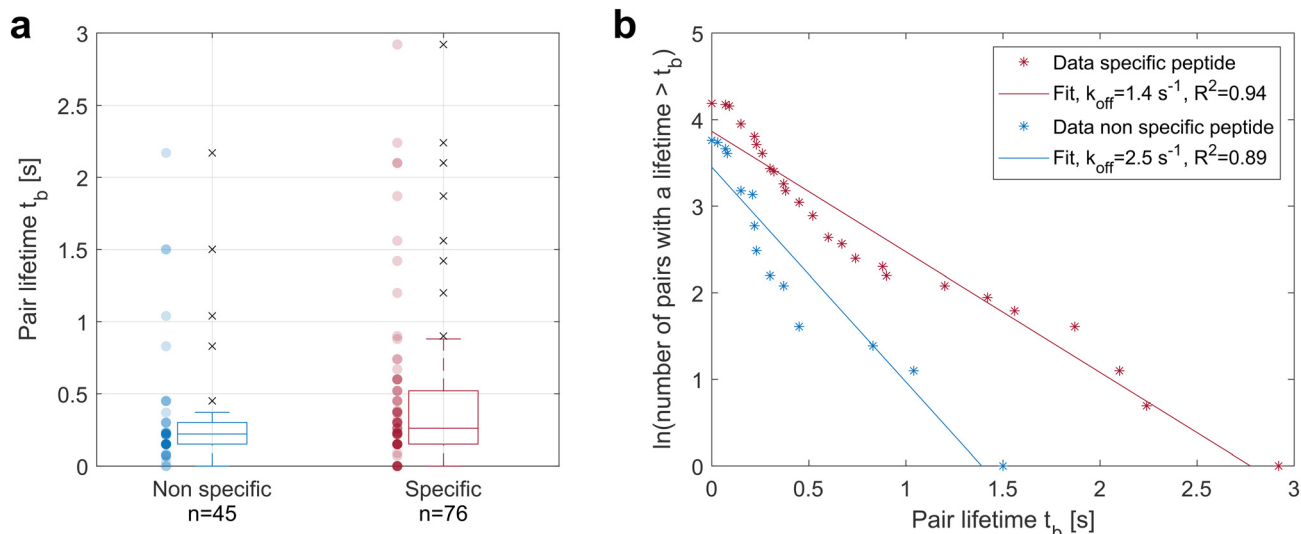 a
Pair lifetime t_b [s]
3
2.5
2
1.5
1
0.5
0
Non specific
n=45
Specific
n=76
b
ln(number of pairs with a lifetime > t_b)
5
4
3
2
1
0
0
0.5
1
1.5
2
2.5
3
Pair lifetime t_b [s]
Data specific peptide
Fit, k_off=1.4 s^-1, R^2=0.94
Data non specific peptide
Fit, k_off=2.5 s^-1, R^2=0.89